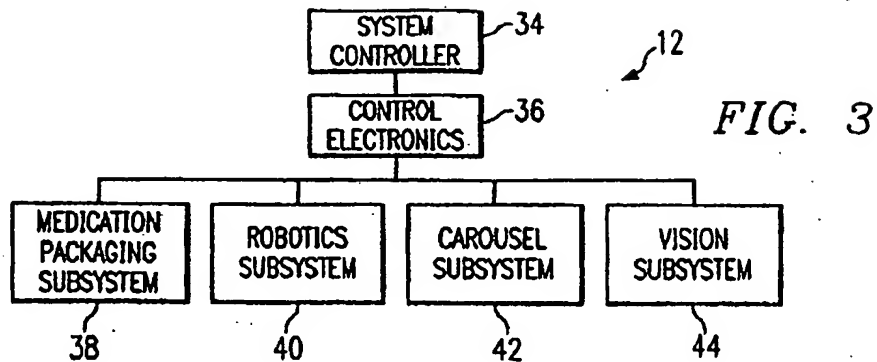 SYSTEM
CONTROLLER
34
12
CONTROL
ELECTRONICS
36
FIG. 3
MEDICATION
PACKAGING
SUBSYSTEM
ROBOTICS
SUBSYSTEM
CAROUSEL
SUBSYSTEM
VISION
SUBSYSTEM
38
40
42
44